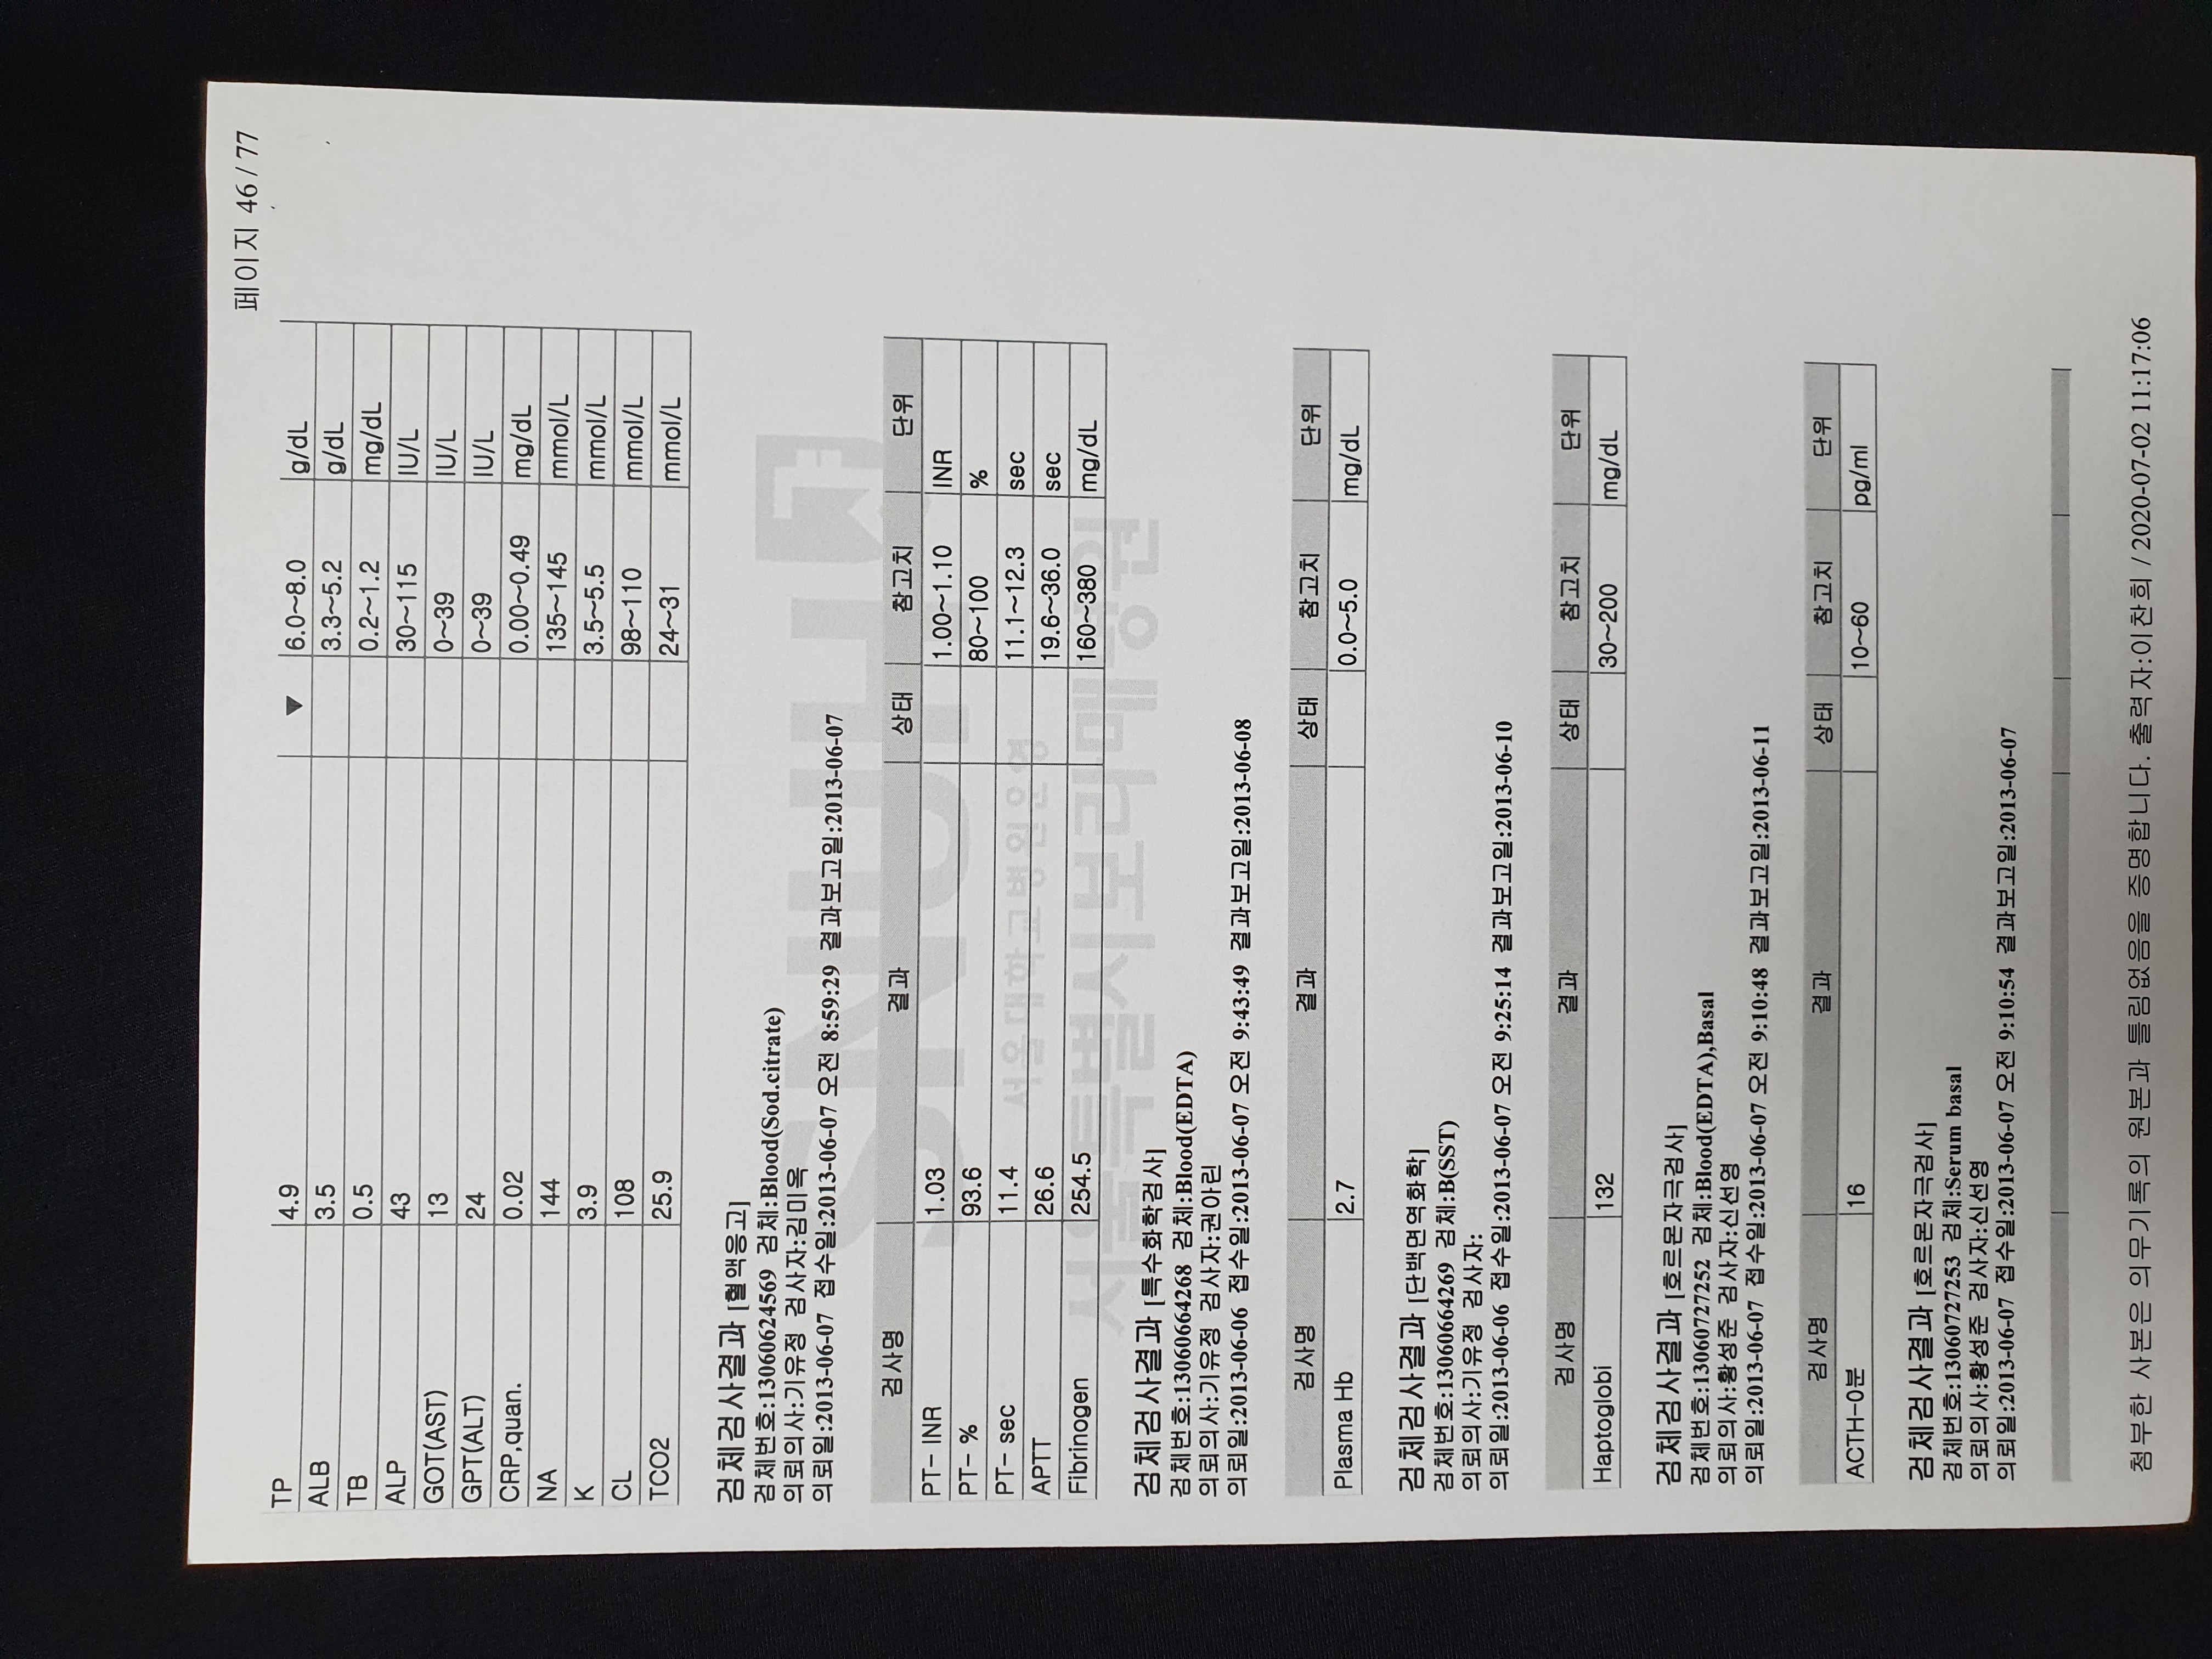 페이지 46 / 77
TP 4.9 ▼ 6.0~8.0 g/dL
ALB 3.5 3.3~5.2 g/dL
TB 0.5 0.2~1.2 mg/dL
ALP 43 30~115 IU/L
GOT(AST) 13 0~39 IU/L
GPT(ALT) 24 0~39 IU/L
CRP,quan. 0.02 0.00~0.49 mg/dL
NA 144 135~145 mmol/L
K 3.9 3.5~5.5 mmol/L
CL 108 98~110 mmol/L
TCO2 25.9 24~31 mmol/L
검체검사결과 [혈액응고]
검체번호:13060624569 검체:Blood(Sod.citrate)
의뢰의사:기유정 검사자:김미옥
의뢰일:2013-06-07 접수일:2013-06-07 오전 8:59:29 결과보고일:2013-06-07
SNUH
검사명 결과 상태 참고치 단위
PT- INR 1.03 1.00~1.10 INR
PT- % 93.6 80~100 %
PT- sec 11.4 11.1~12.3 sec
서울대학교병원운영
APTT 26.6 19.6~36.0 sec
Fibrinogen 254.5 160~380 mg/dL
서울특별시보라매병원
검체검사결과 [특수화학검사]
검체번호:13060664268 검체:Blood(EDTA)
의뢰의사:기유정 검사자:권아린
의뢰일:2013-06-06 접수일:2013-06-07 오전 9:43:49 결과보고일:2013-06-08
검사명 결과 상태 참고치 단위
Plasma Hb 2.7 0.0~5.0 mg/dL
검체검사결과 [단백면역화학]
검체번호:13060664269 검체:B(SST)
의뢰의사:기유정 검사자:
의뢰일:2013-06-06 접수일:2013-06-07 오전 9:25:14 결과보고일:2013-06-10
검사명 결과 상태 참고치 단위
Haptoglobi 132 30~200 mg/dL
검체검사결과 [호르몬자극검사]
검체번호:13060727252 검체:Blood(EDTA),Basal
의뢰의사:황성준 검사자:신선영
의뢰일:2013-06-07 접수일:2013-06-07 오전 9:10:48 결과보고일:2013-06-11
검사명 결과 상태 참고치 단위
ACTH-0분 16 10~60 pg/ml
검체검사결과 [호르몬자극검사]
검체번호:13060727253 검체:Serum basal
의뢰의사:황성준 검사자:신선영
의뢰일:2013-06-07 접수일:2013-06-07 오전 9:10:54 결과보고일:2013-06-07
첨부한 사본은 의무기록의 원본과 틀림없음을 증명합니다. 출력자:이찬희 / 2020-07-02 11:17:06